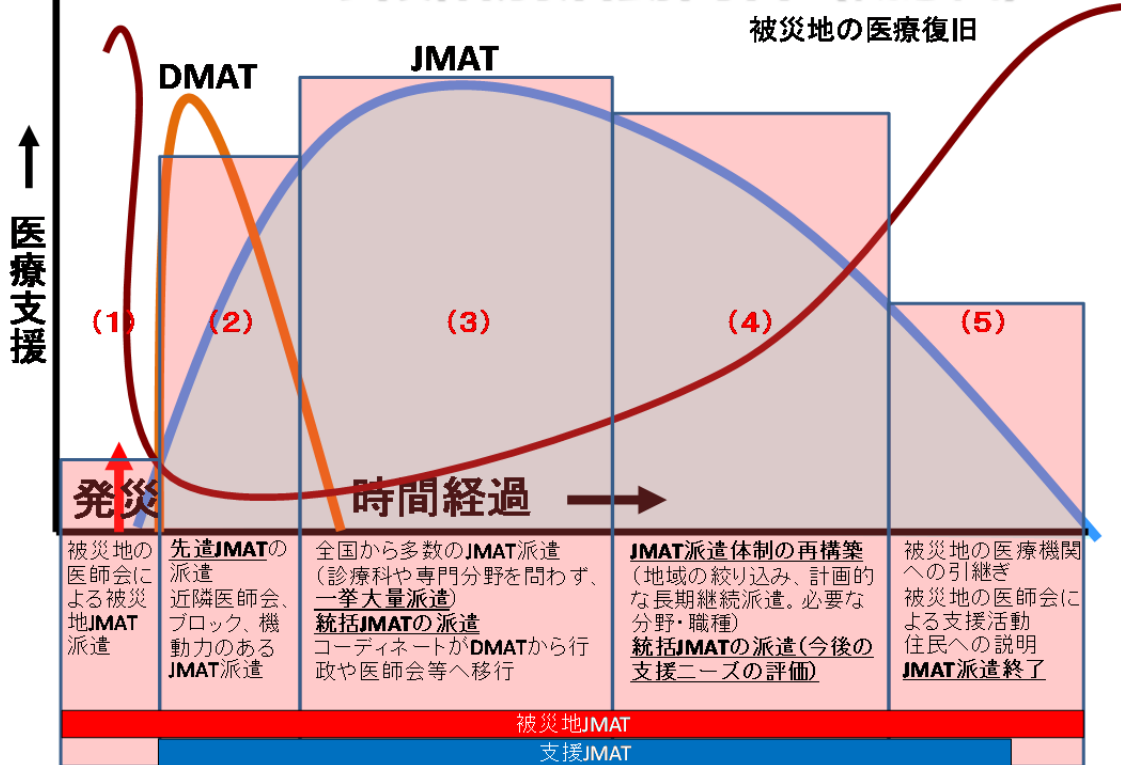 被災地の医療復旧
JMAT
DMAT
↑
医療支援
(1)
(2)
(3)
(4)
(5)
発災
時間経過 →
被災地の
医師会に
よる被災
地JMAT
派遣
先遣JMATの
派遣
近隣医師会、
ブロック、機
動力のある
JMAT派遣
全国から多数のJMAT派遣
(診療科や専門分野を問わず、
一挙大量派遣)
統括JMATの派遣
コーディネートがDMATから行
政や医師会等へ移行
JMAT派遣体制の再構築
(地域の絞り込み、計画的
な長期継続派遣。必要な
分野・職種)
統括JMATの派遣(今後の
支援ニーズの評価)
被災地の医療機関
への引継ぎ
被災地の医師会に
よる支援活動
住民への説明
JMAT派遣終了
被災地JMAT
支援JMAT